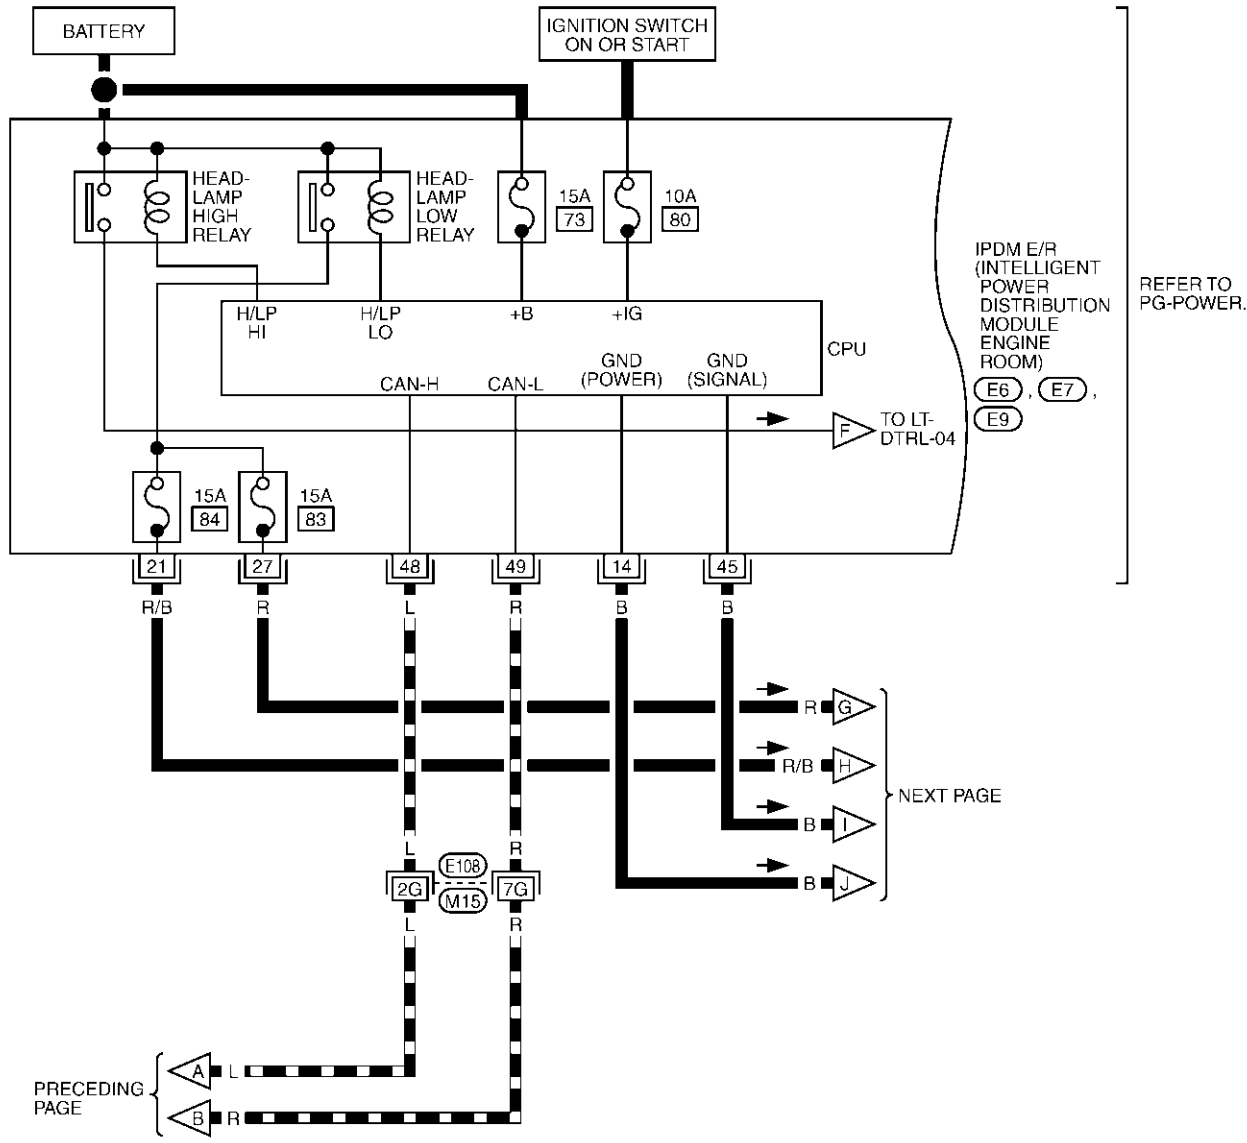 BATTERY
IGNITION SWITCH
ON OR START
HEAD-
LAMP
HIGH
RELAY
HEAD-
LAMP
LOW
RELAY
15A
73
10A
80
IPDM E/R
(INTELLIGENT
POWER
DISTRIBUTION
MODULE
ENGINE
ROOM)
E6 , E7 ,
E9
REFER TO
PG-POWER.
H/LP
HI
H/LP
LO
+B
+IG
CPU
CAN-H
CAN-L
GND
(POWER)
GND
(SIGNAL)
F
TO LT-
DTRL-04
15A
84
15A
83
21
27
48
49
14
45
R/B
R
L
R
B
B
R G
R/B H
B I
B J
NEXT PAGE
L
R
E108
2G
7G
M15
L
R
A L
B R
PRECEDING
PAGE